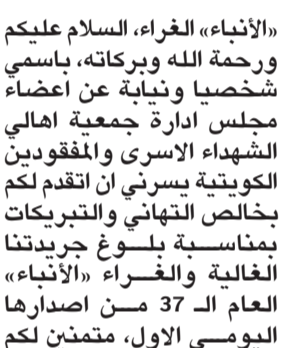 «الأنباء» الغراء، السلام عليكم
ورحمة الله وبركاته، باسمي
شخصيا ونيابة عن اعضاء
مجلس ادارة جمعية اهالي
الشهداء الاسرى والمفقودين
الكويتية يسرني ان اتقدم لكم
بخالص التهاني والتبريكات
بمناسبة بلوغ جريدتنا
الغالية والغراء «الأنباء»
العام الـ 37 من اصدارها
اليومي الاول، متمنين لكم